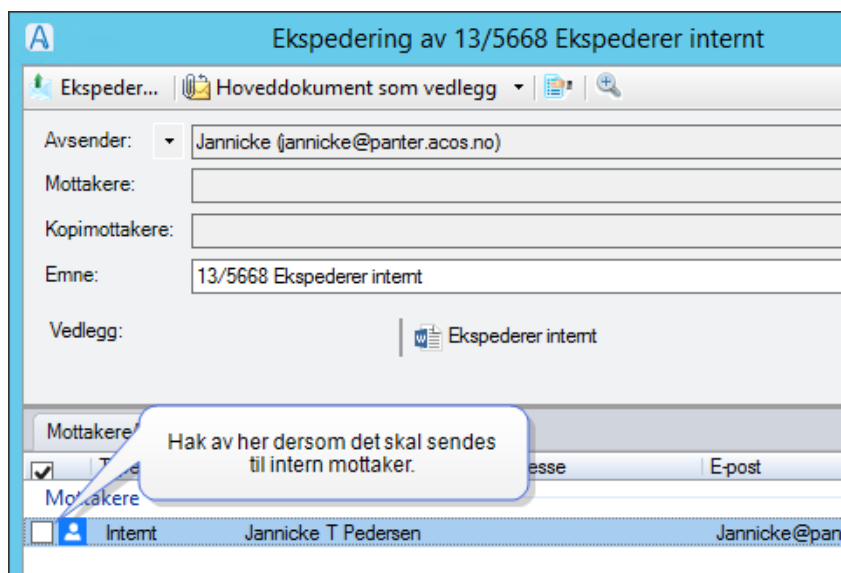 Ekspedering av 13/5668 Ekspederer internt
Ekspeder... Hoveddokument som vedlegg
Avsender: Jannicke (jannicke@panter.acos.no)
Mottakere:
Kopimottakere:
Emne: 13/5668 Ekspederer internt
Vedlegg: Ekspederer internt
Mottakere
Hak av her dersom det skal sendes
til intern mottaker.
E-post
Mottakere
Internt Jannicke T Pedersen Jannicke@pan